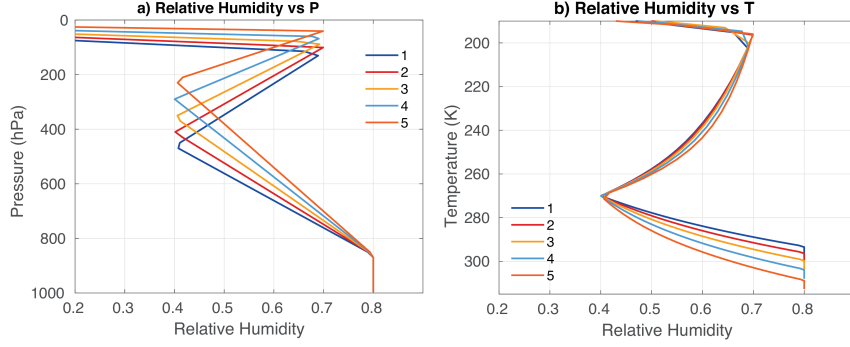 a) Relative Humidity vs P
0
200
400
600
800
1000
Pressure (hPa)
0.2 0.3 0.4 0.5 0.6 0.7 0.8
Relative Humidity
1
2
3
4
5
b) Relative Humidity vs T
200
220
240
260
280
300
Temperature (K)
1
2
3
4
5
0.2 0.4 0.5 0.6 0.7 0.8
Relative Humidity